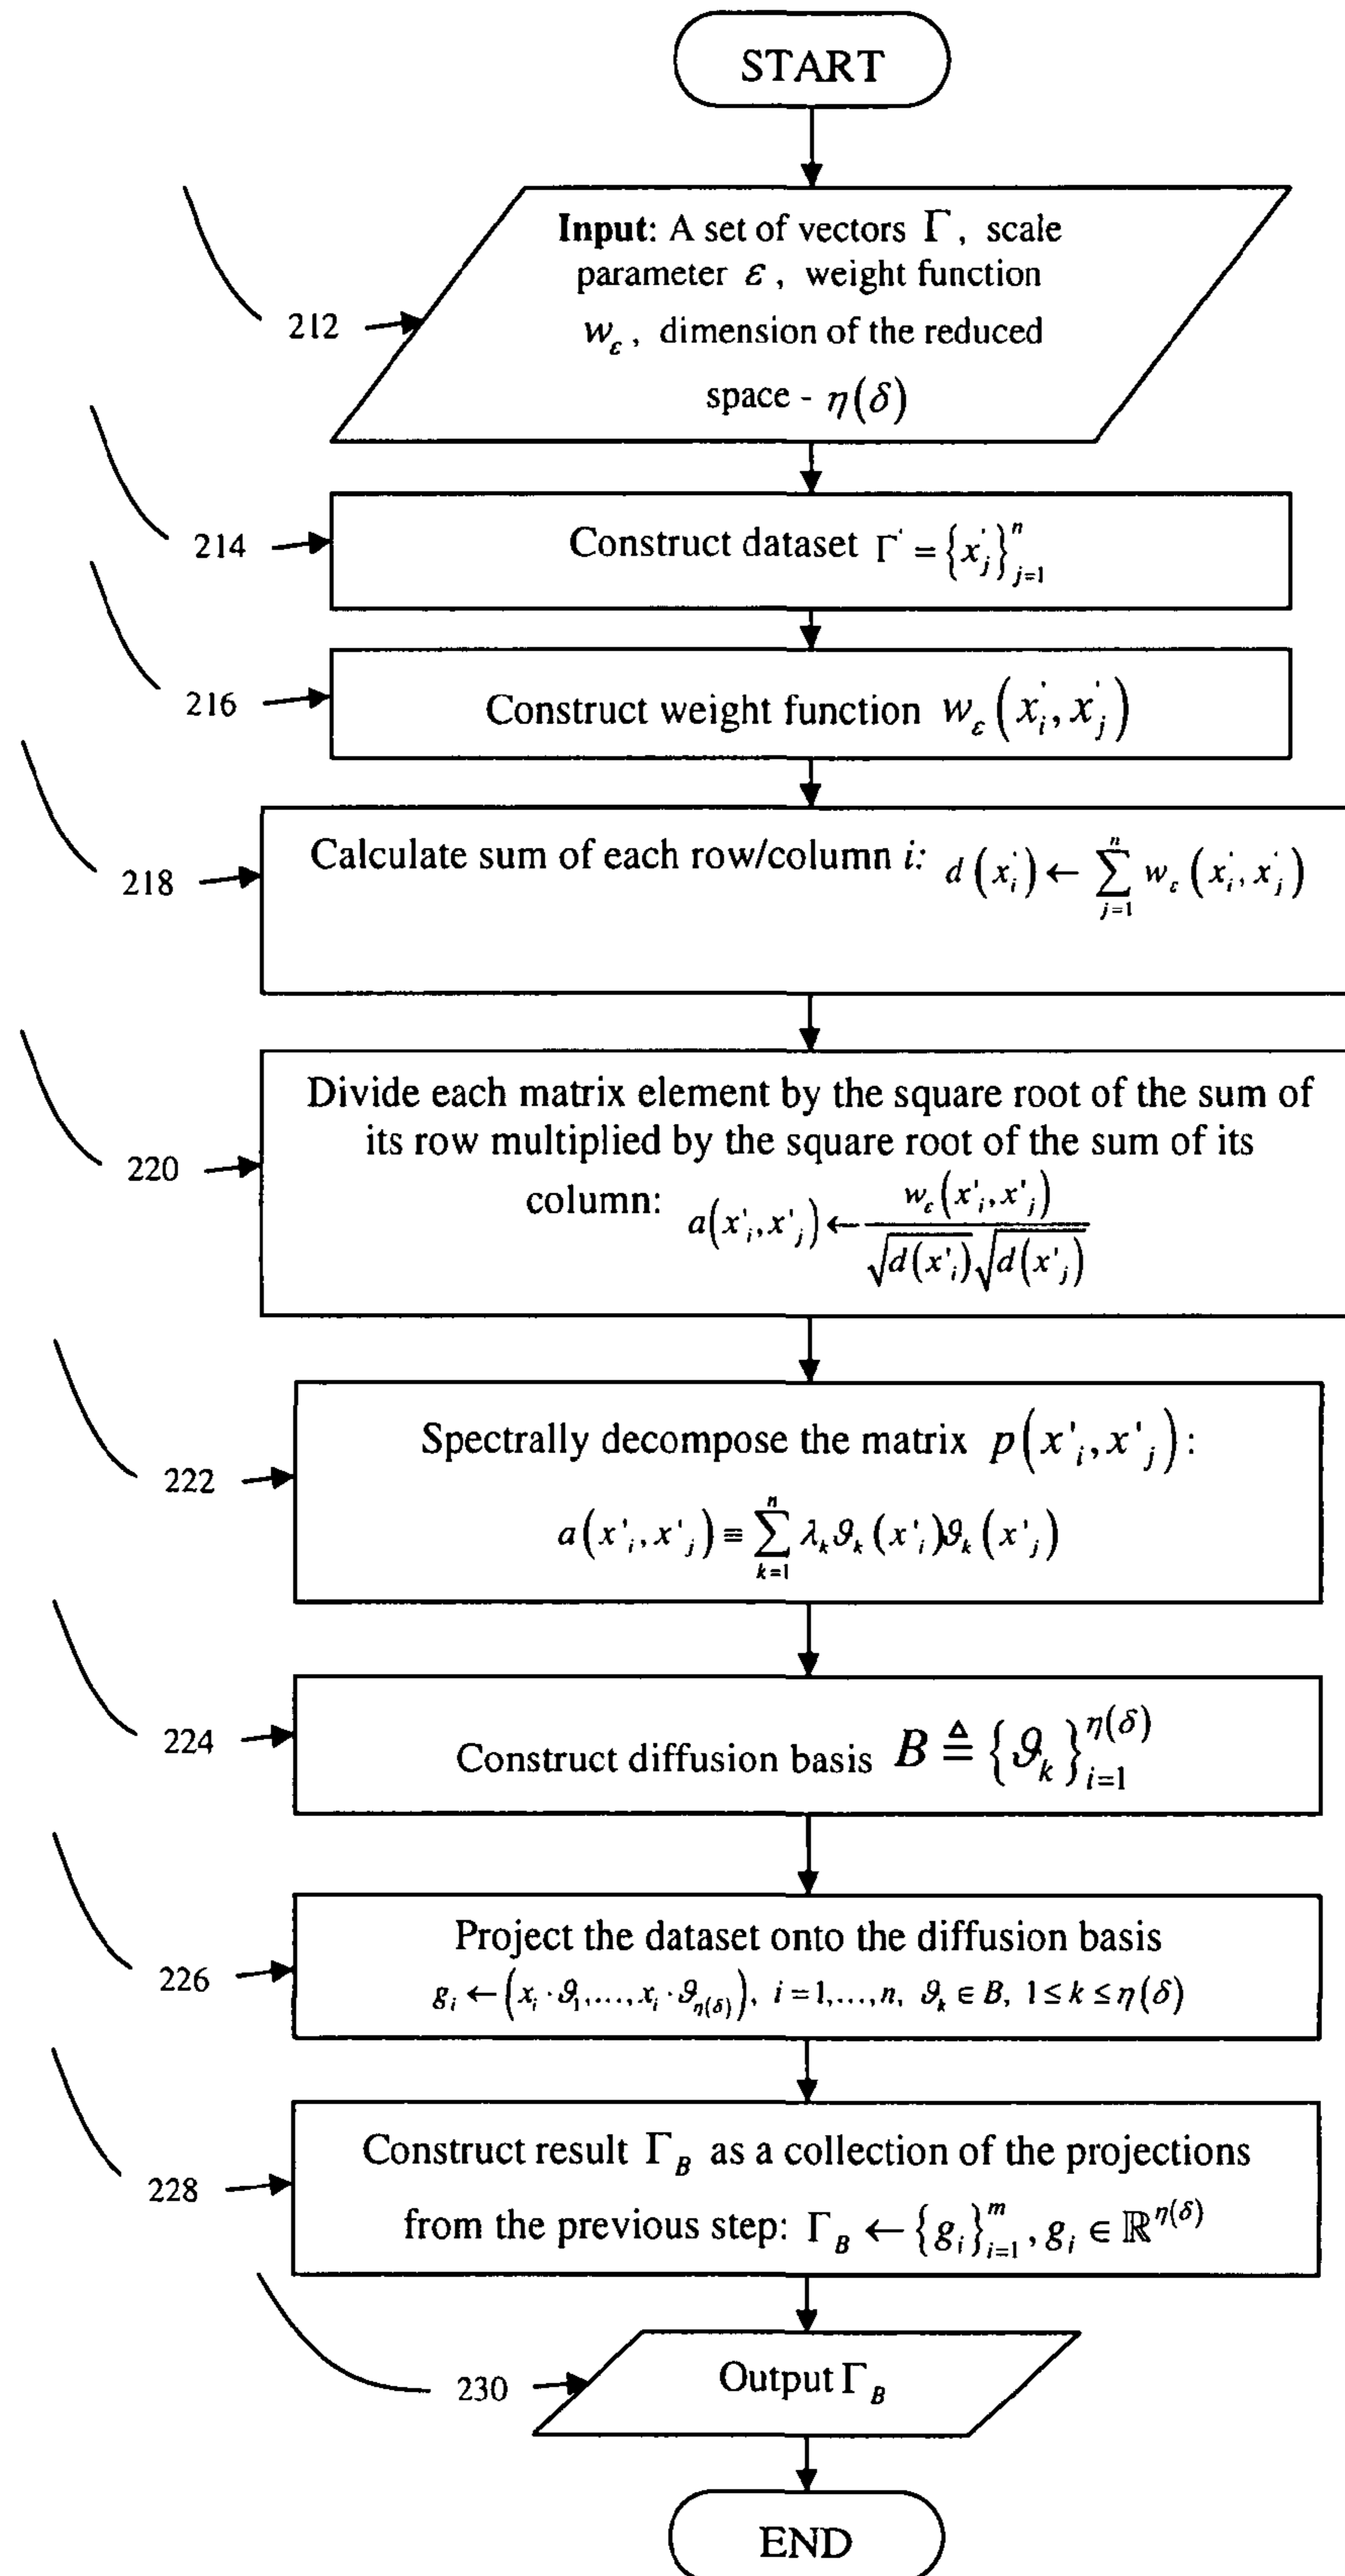 START
Input: A set of vectors Γ, scale
parameter ε, weight function
w_ε, dimension of the reduced
space - η(δ)
212
Construct dataset Γ' = {x'_j}_{j=1}^n
214
Construct weight function w_ε(x'_i, x'_j)
216
Calculate sum of each row/column i: d(x'_i) ← ∑_{j=1}^n w_ε(x'_i, x'_j)
218
Divide each matrix element by the square root of the sum of
its row multiplied by the square root of the sum of its
column: a(x'_i, x'_j) ← w_ε(x'_i, x'_j) / √d(x'_i) √d(x'_j)
220
Spectrally decompose the matrix p(x'_i, x'_j):
a(x'_i, x'_j) ≡ ∑_{k=1}^n λ_k ϑ_k(x'_i)ϑ_k(x'_j)
222
Construct diffusion basis B ≜ {ϑ_k}_{i=1}^{η(δ)}
224
Project the dataset onto the diffusion basis
g_i ← (x_i · ϑ_1,..., x_i · ϑ_{η(δ)}), i = 1,...,n, ϑ_k ∈ B, 1 ≤ k ≤ η(δ)
226
Construct result Γ_B as a collection of the projections
from the previous step: Γ_B ← {g_i}_{i=1}^m, g_i ∈ ℝ^{η(δ)}
228
Output Γ_B
230
END